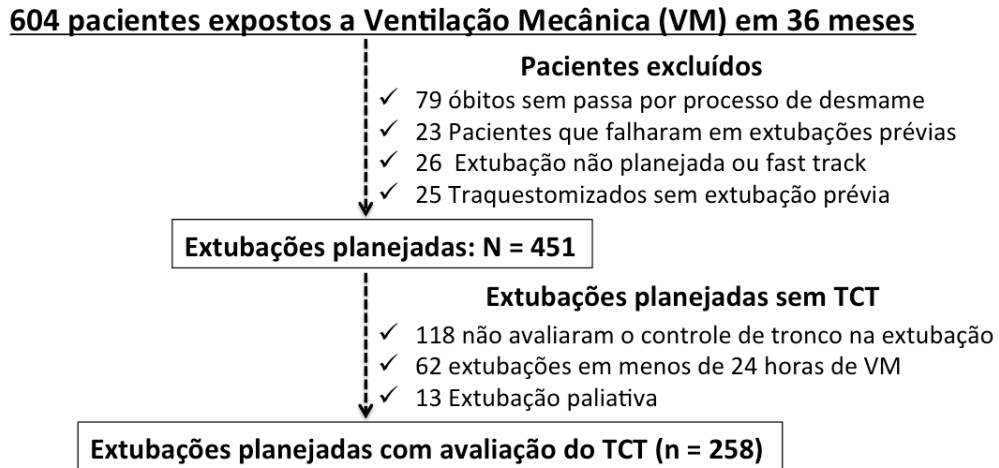 604 pacientes expostos a Ventilação Mecânica (VM) em 36 meses
Pacientes excluídos
✓ 79 óbitos sem passa por processo de desmame
✓ 23 Pacientes que falharam em extubações prévias
✓ 26 Extubação não planejada ou fast track
✓ 25 Traquestomizados sem extubação prévia
Extubações planejadas: N = 451
Extubações planejadas sem TCT
✓ 118 não avaliaram o controle de tronco na extubação
✓ 62 extubações em menos de 24 horas de VM
✓ 13 Extubação paliativa
Extubações planejadas com avaliação do TCT (n = 258)